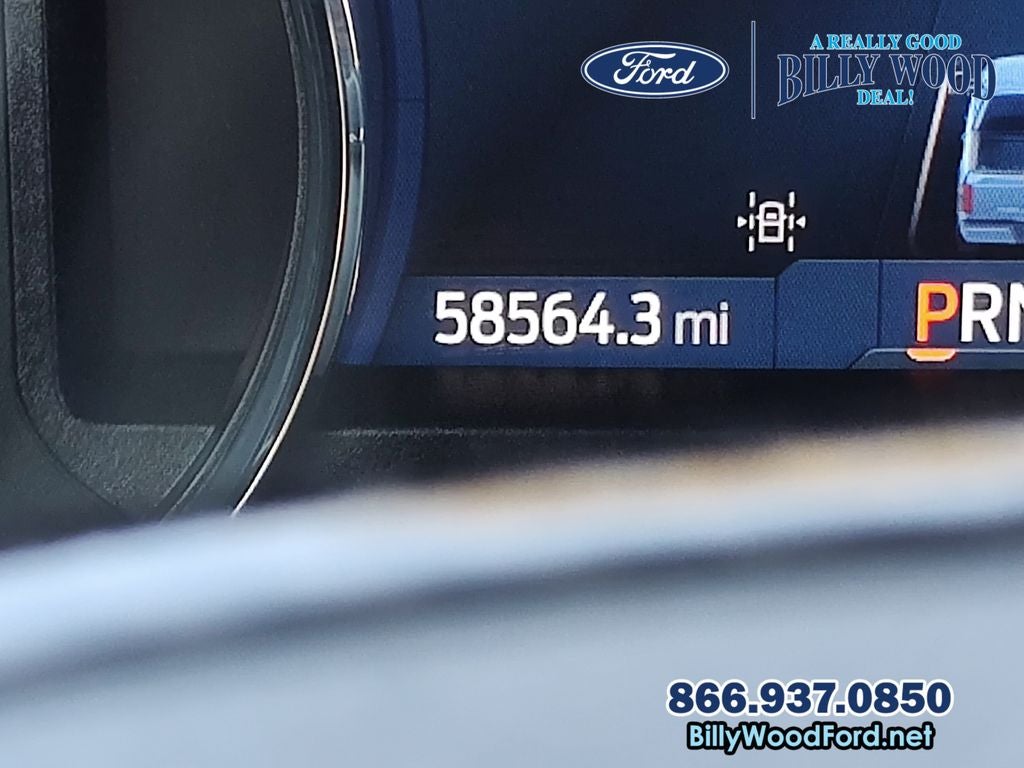 Ford
A REALLY GOOD
BILLY WOOD
DEAL!
58564.3 mi
PRN
866.937.0850
BillyWoodFord.net